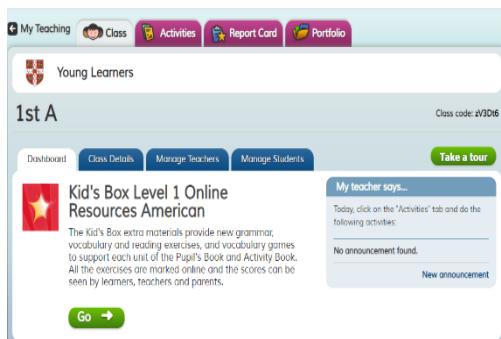 My Teaching
Class
Activities
Report Card
Portfolio
Young Learners
1st A
Class code: zV3Dt6
Dashboard
Class Details
Manage Teachers
Manage Students
Take a tour
Kid's Box Level 1 Online
Resources American
The Kid's Box extra materials provide new grammar,
vocabulary and reading exercises, and vocabulary games
to support each unit of the Pupil's Book and Activity Book.
All the exercises are marked online and the scores can be
seen by learners, teachers and parents.
Go
My teacher says...
Today, click on the "Activities" tab and do the
following activities:
No announcement found.
New announcement